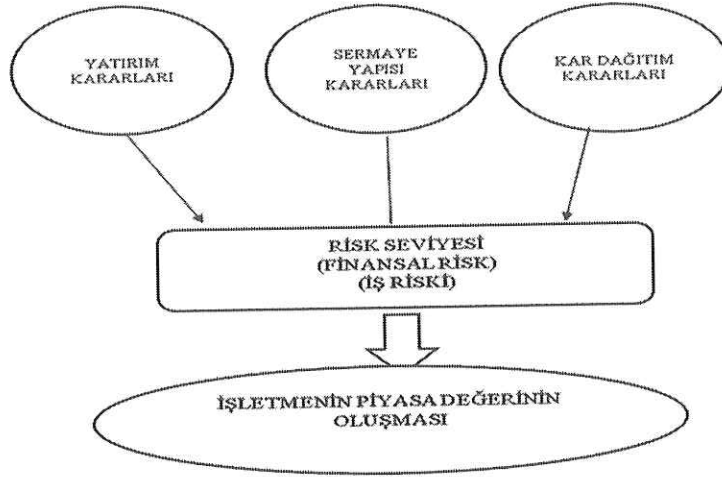 YATIRIM
KARARLARI
SERMAYE
YAPISI
KARARLARI
KAR DAĞITIM
KARARLARI
RİSK SEVİYESİ
(FİNANSAL RİSK)
(İŞ RİSKİ)
İŞLETMENİN PİYASA DEĞERİNİN
OLUŞMASI